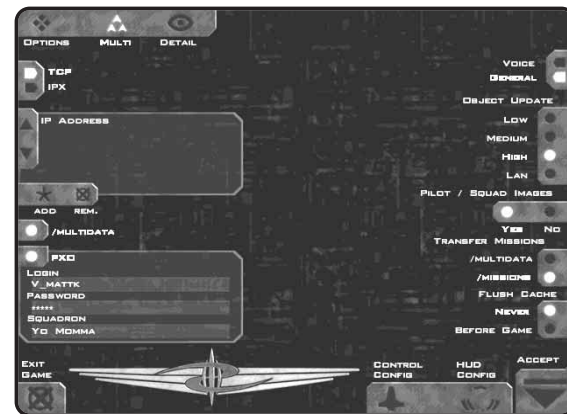 Options Multi Detail
TCP
IPX
IP Address
Add Rem.
/Multidata
PXO
Login
V_mattk
Password
*****
Squadron
Yo Momma
Exit
Game
Voice
General
Object Update
Low
Medium
High
LAN
Pilot / Squad Images
Yes No
Transfer Missions
/Multidata
/Missions
Flush Cache
Never
Before Game
Control
Config
HUD
Config
Accept